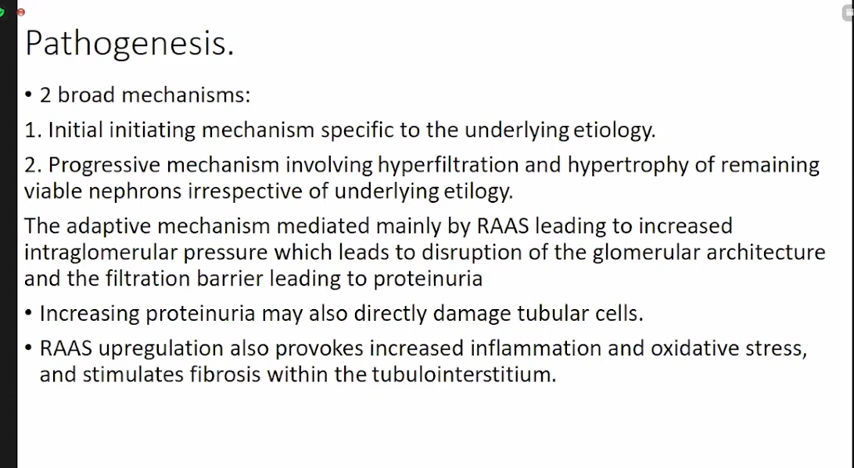 Pathogenesis.
• 2 broad mechanisms:
1. Initial initiating mechanism specific to the underlying etiology.
2. Progressive mechanism involving hyperfiltration and hypertrophy of remaining
viable nephrons irrespective of underlying etilogy.
The adaptive mechanism mediated mainly by RAAS leading to increased
intraglomerular pressure which leads to disruption of the glomerular architecture
and the filtration barrier leading to proteinuria
• Increasing proteinuria may also directly damage tubular cells.
• RAAS upregulation also provokes increased inflammation and oxidative stress,
and stimulates fibrosis within the tubulointerstitium.